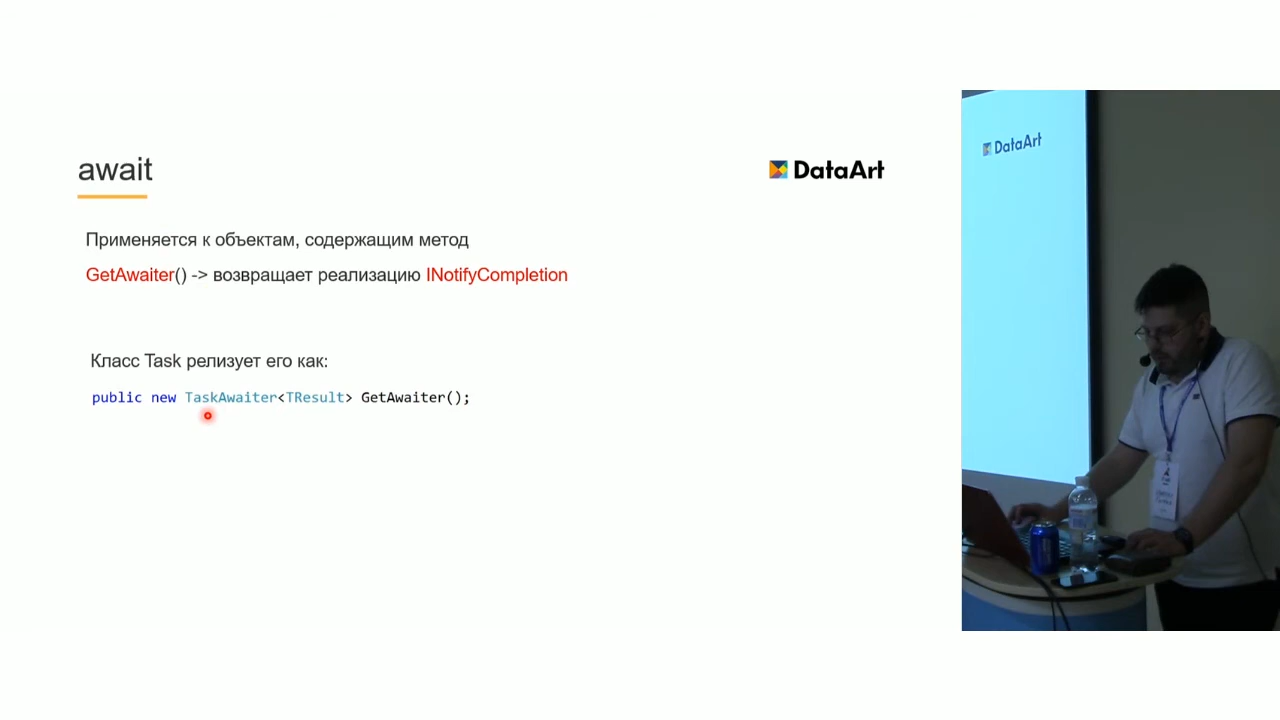 await
DataArt
Применяется к объектам, содержащим метод
GetAwaiter() -> возвращает реализацию INotifyCompletion
Класс Task релизует его как:
public new TaskAwaiter<TResult> GetAwaiter();
DataArt